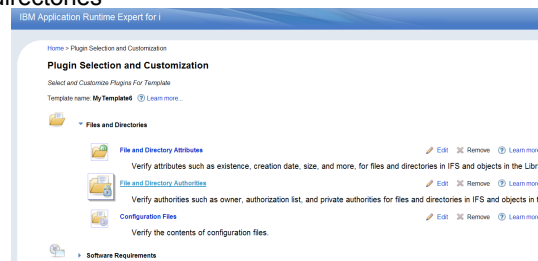 directories
IBM Application Runtime Expert for i
Home > Plugin Selection and Customization
Plugin Selection and Customization
Select and Customize Plugins For Template
Template name: MyTemplate6 ? Learn more...
Files and Directories
File and Directory Attributes Edit Remove ? Learn more
Verify attributes such as existence, creation date, size, and more, for files and directories in IFS and objects in the Libr
File and Directory Authorities Edit Remove ? Learn more
Verify authorities such as owner, authorization list, and private authorities for files and directories in IFS and objects in t
Configuration Files Edit Remove ? Learn more
Verify the contents of configuration files.
Software Requirements